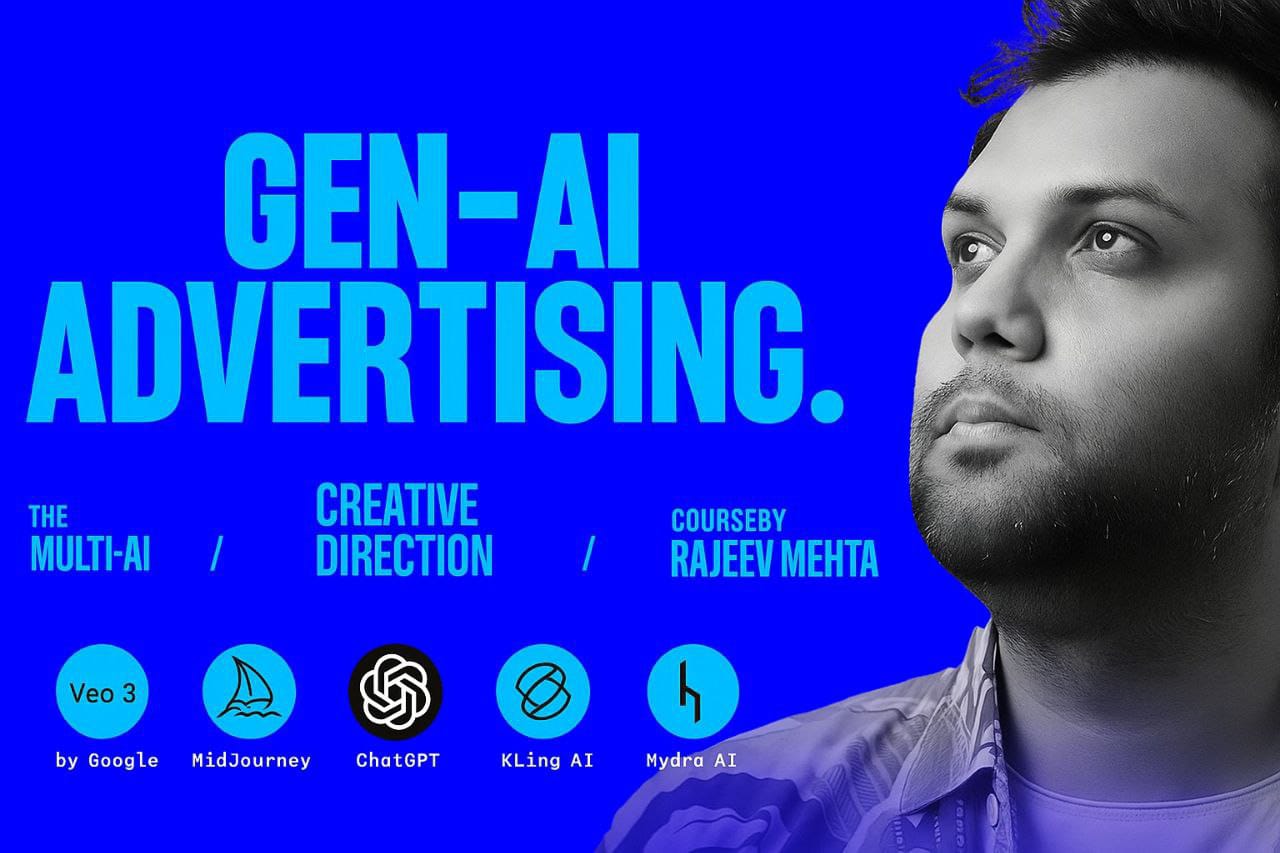 GEN-AI
ADVERTISING.
THE
MULTI-AI
/
CREATIVE
DIRECTION
/
COURSEBY
RAJEEV MEHTA
Veo 3
by Google
MidJourney
ChatGPT
KLing AI
Mydra AI